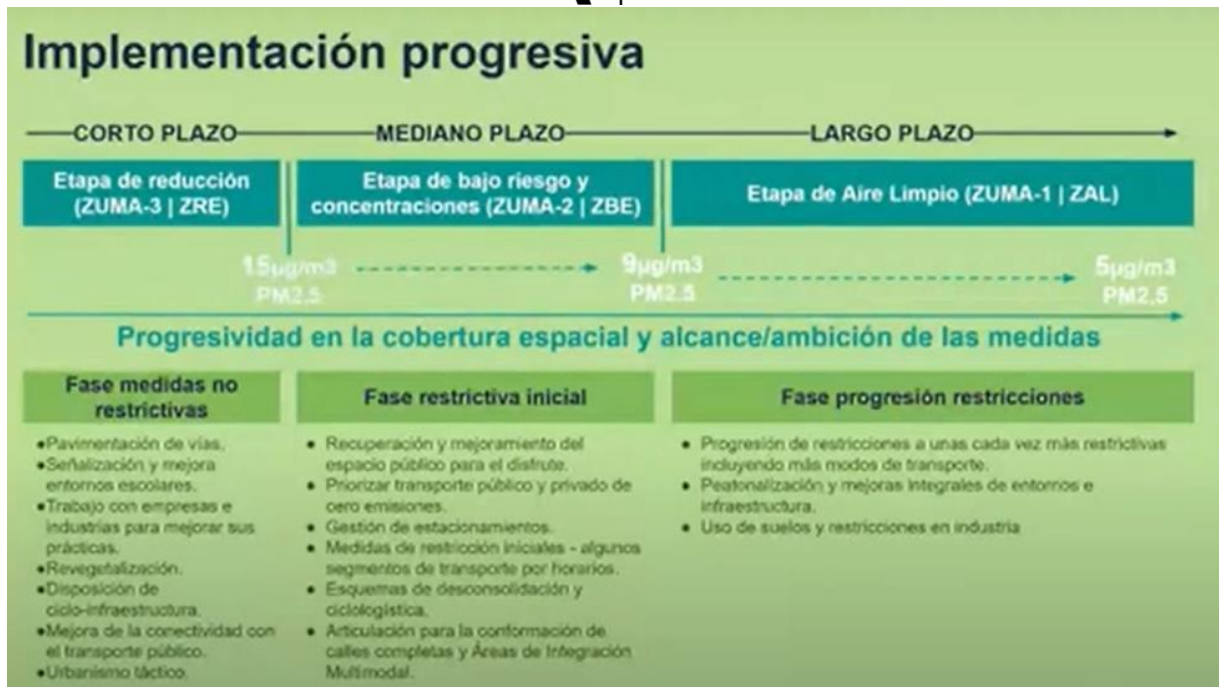 Implementación progresiva
CORTO PLAZO
MEDIANO PLAZO
LARGO PLAZO
Etapa de reducción
(ZUMA-3 | ZRE)
Etapa de bajo riesgo y
concentraciones (ZUMA-2 | ZBE)
Etapa de Aire Limpio (ZUMA-1 | ZAL)
15µg/m3
PM2.5
9µg/m3
PM2.5
5µg/m3
PM2.5
Progresividad en la cobertura espacial y alcance/ambición de las medidas
Fase medidas no
restrictivas
●Pavimentación de vías.
●Señalización y mejora
entornos escolares.
●Trabajo con empresas e
industrias para mejorar sus
prácticas.
●Revegetalización.
●Disposición de
ciclo-infraestructura.
●Mejora de la conectividad con
el transporte público.
●Urbanismo táctico.
Fase restrictiva inicial
● Recuperación y mejoramiento del
espacio público para el disfrute.
● Priorizar transporte público y privado de
cero emisiones.
● Gestión de estacionamientos.
● Medidas de restricción iniciales - algunos
segmentos de transporte por horarios.
● Esquemas de desconsolidación y
ciclologística.
● Articulación para la conformación de
calles completas y Áreas de Integración
Multimodal.
Fase progresión restricciones
● Progresión de restricciones a unas cada vez más restrictivas
incluyendo más modos de transporte.
● Peatonalización y mejoras integrales de entornos e
infraestructura.
● Uso de suelos y restricciones en industria